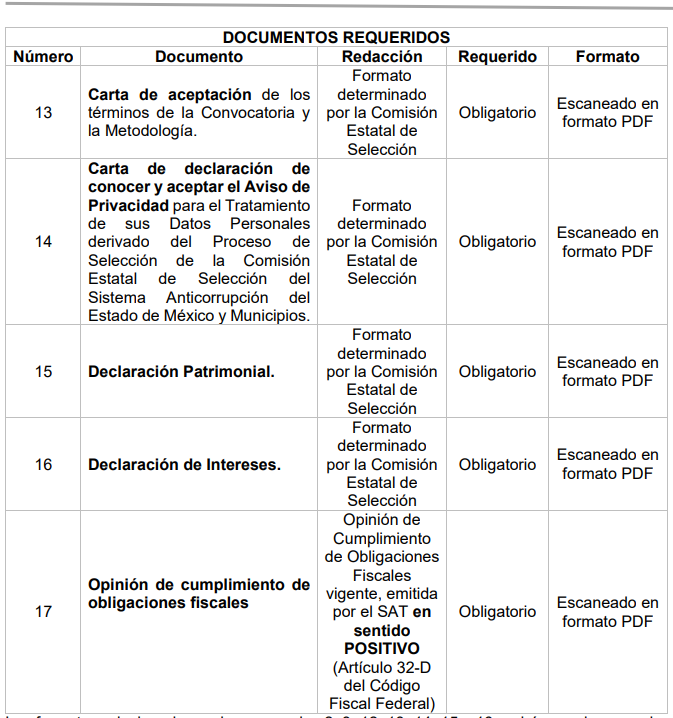 DOCUMENTOS REQUERIDOS
Número Documento Redacción Requerido Formato
13
Carta de aceptación de los
términos de la Convocatoria y
la Metodología.
Formato
determinado
por la Comisión
Estatal de
Selección
Obligatorio
Escaneado en
formato PDF
14
Carta de declaración de
conocer y aceptar el Aviso de
Privacidad para el Tratamiento
de sus Datos Personales
derivado del Proceso de
Selección de la Comisión
Estatal de Selección del
Sistema Anticorrupción del
Estado de México y Municipios.
Formato
determinado
por la Comisión
Estatal de
Selección
Obligatorio
Escaneado en
formato PDF
15
Declaración Patrimonial.
Formato
determinado
por la Comisión
Estatal de
Selección
Obligatorio
Escaneado en
formato PDF
16
Declaración de Intereses.
Formato
determinado
por la Comisión
Estatal de
Selección
Obligatorio
Escaneado en
formato PDF
17
Opinión de cumplimiento de
obligaciones fiscales
Opinión de
Cumplimiento
de Obligaciones
Fiscales
vigente, emitida
por el SAT en
sentido
POSITIVO
(Artículo 32-D
del Código
Fiscal Federal)
Obligatorio
Escaneado en
formato PDF